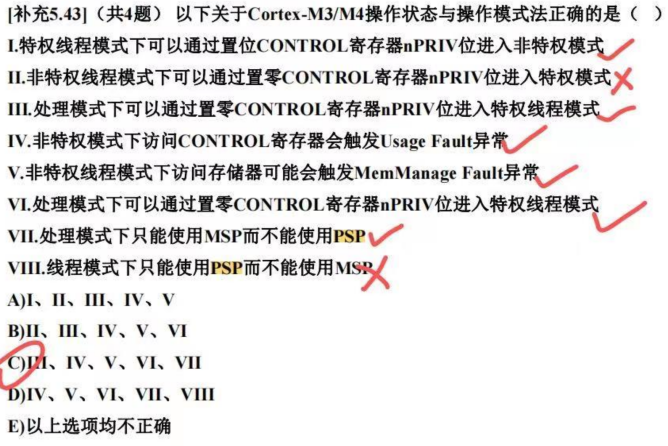 [补充5.43]（共4题） 以下关于Cortex-M3/M4操作状态与操作模式法正确的是（ ）
I.特权线程模式下可以通过置位CONTROL寄存器nPRIV位进入非特权模式
II.非特权线程模式下可以通过置零CONTROL寄存器nPRIV位进入特权模式
III.处理模式下可以通过置零CONTROL寄存器nPRIV位进入特权线程模式
IV.非特权模式下访问CONTROL寄存器会触发Usage Fault异常
V.非特权线程模式下访问存储器可能会触发MemManage Fault异常
VI.处理模式下可以通过置零CONTROL寄存器nPRIV位进入特权线程模式
VII.处理模式下只能使用MSP而不能使用PSP
VIII.线程模式下只能使用PSP而不能使用MSP
A)I、II、III、IV、V
B)II、III、IV、V、VI
C)III、IV、V、VI、VII
D)IV、V、VI、VII、VIII
E)以上选项均不正确